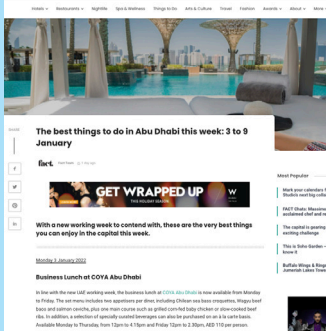 Hotels Restaurants Nightlife Spa & Wellness Things to Do Arts & Culture Travel Fashion Awards About More
The best things to do in Abu Dhabi this week: 3 to 9
January
SHARE
fact.
GET WRAPPED UP
THIS HOLIDAY SEASON
W
Most Popular
With a new working week to contend with, these are the very best things
you can enjoy in the capital this week.
Mark your calendars f
Studio's next big colla
FACT Chats: Massimo
acclaimed chef and re
The capital is gearing
exciting challenge
This is Soho Garden –
know it
Buffalo Wings & Rings
Jumeirah Lakes Towe
Monday 3 January 2022
Business Lunch at COYA Abu Dhabi
In line with the new UAE working week, the business lunch at COYA Abu Dhabi is now available from Monday
to Friday. The set menu includes two appetizers per diner, including Chilean sea bass croquetas, Wagyu beef
baos and salmon ceviche, plus one main course such as grilled corn-fed baby chicken or slow-cooked beef
ribs. In addition, a selection of specially curated beverages can also be purchased on an à la carte basis.
Available Monday to Thursday, from 12pm to 4.15pm and Friday 12pm to 3.30pm. AED 110 per person.